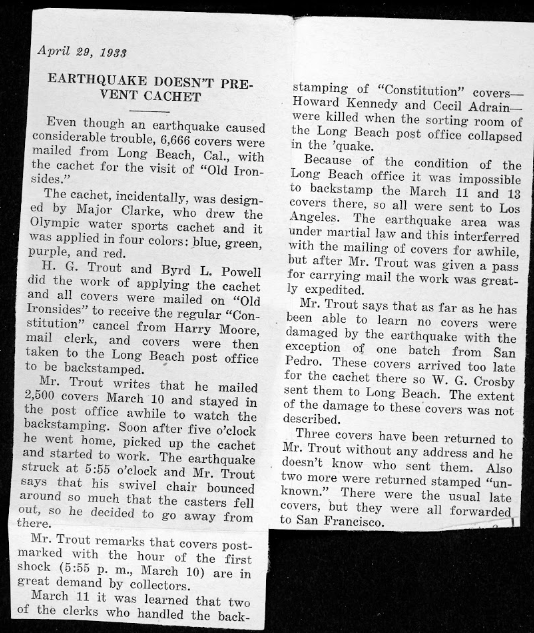 April 29, 1933
EARTHQUAKE DOESN'T PRE-
VENT CACHET
Even though an earthquake caused
considerable trouble, 6,666 covers were
mailed from Long Beach, Cal., with
the cachet for the visit of "Old Iron-
sides."
The cachet, incidentally, was design-
ed by Major Clarke, who drew the
Olympic water sports cachet and it
was applied in four colors: blue, green,
purple, and red.
H. G. Trout and Byrd L. Powell
did the work of applying the cachet
and all covers were mailed on "Old
Ironsides" to receive the regular "Con-
stitution" cancel from Harry Moore,
mail clerk, and covers were then
taken to the Long Beach post office
to be backstamped.
Mr. Trout writes that he mailed
2,500 covers March 10 and stayed in
the post office awhile to watch the
backstamping. Soon after five o'clock
he went home, picked up the cachet
and started to work. The earthquake
struck at 5:55 o'clock and Mr. Trout
says that his swivel chair bounced
around so much that the casters fell
out, so he decided to go away from
there.
Mr. Trout remarks that covers post-
marked with the hour of the first
shock (5:55 p. m., March 10) are in
great demand by collectors.
March 11 it was learned that two
of the clerks who handled the back-
stamping of "Constitution" covers—
Howard Kennedy and Cecil Adrain—
were killed when the sorting room of
the Long Beach post office collapsed
in the 'quake.
Because of the condition of the
Long Beach office it was impossible
to backstamp the March 11 and 13
covers there, so all were sent to Los
Angeles. The earthquake area was
under martial law and this interferred
with the mailing of covers for awhile,
but after Mr. Trout was given a pass
for carrying mail the work was great-
ly expedited.
Mr. Trout says that as far as he has
been able to learn no covers were
damaged by the earthquake with the
exception of one batch from San
Pedro. These covers arrived too late
for the cachet there so W. G. Crosby
sent them to Long Beach. The extent
of the damage to these covers was not
described.
Three covers have been returned to
Mr. Trout without any address and he
doesn't know who sent them. Also
two more were returned stamped "un-
known." There were the usual late
covers, but they were all forwarded
to San Francisco.